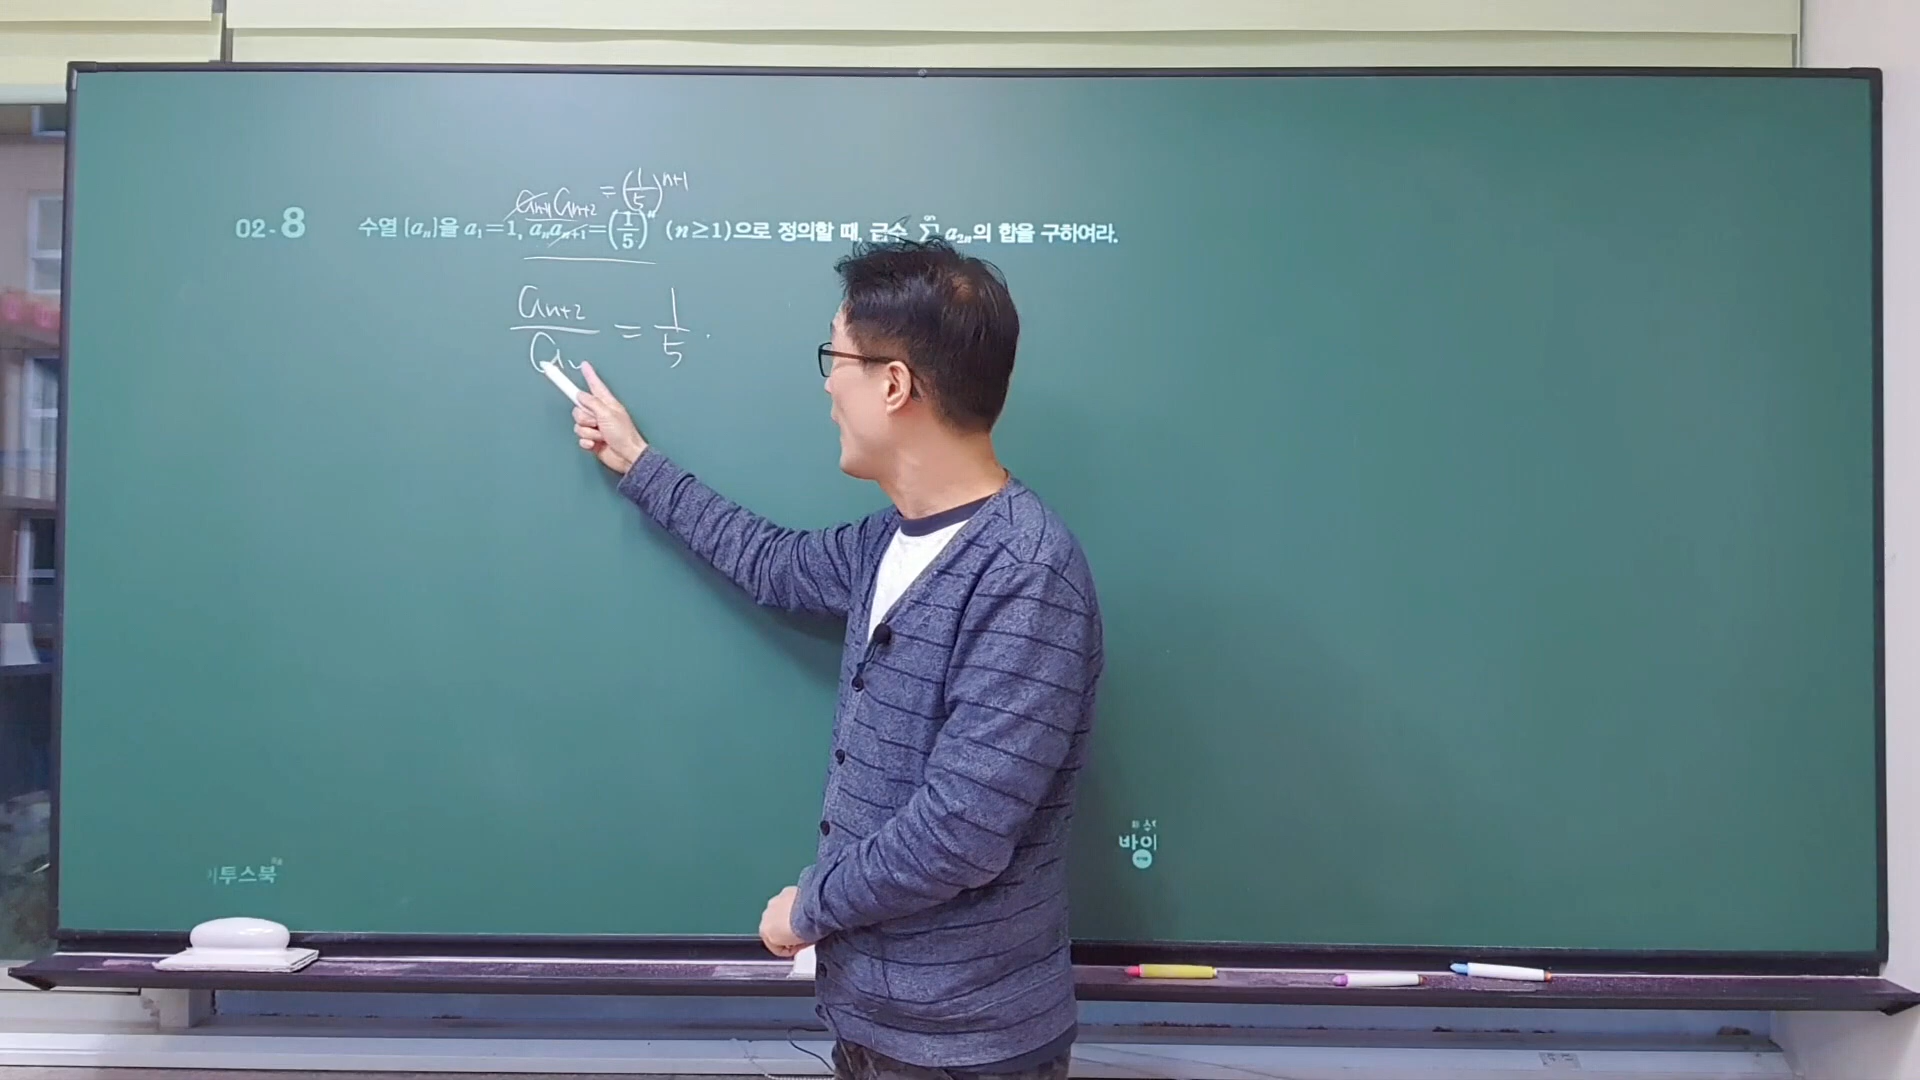 aₙ₊₁aₙ₊₂ = (1/5)ⁿ⁺¹
02-8 수열 {aₙ}을 a₁=1, aₙaₙ₊₁=(1/5)ⁿ (n≥1)으로 정의할 때, 급수 ∑ a₂ₙ의 합을 구하여라.
aₙ₊₂/aₙ = 1/5
바이
이투스북